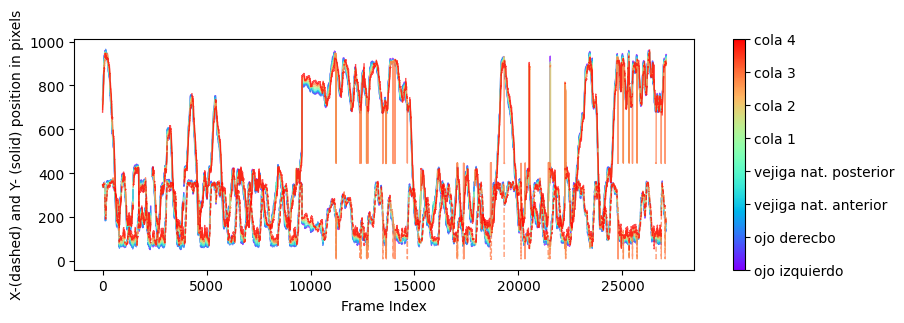 X-(dashed) and Y- (solid) position in pixels
1000
800
600
400
200
0
0
5000
10000
15000
20000
25000
Frame Index
cola 4
cola 3
cola 2
cola 1
vejiga nat. posterior
vejiga nat. anterior
ojo derecbo
ojo izquierdo